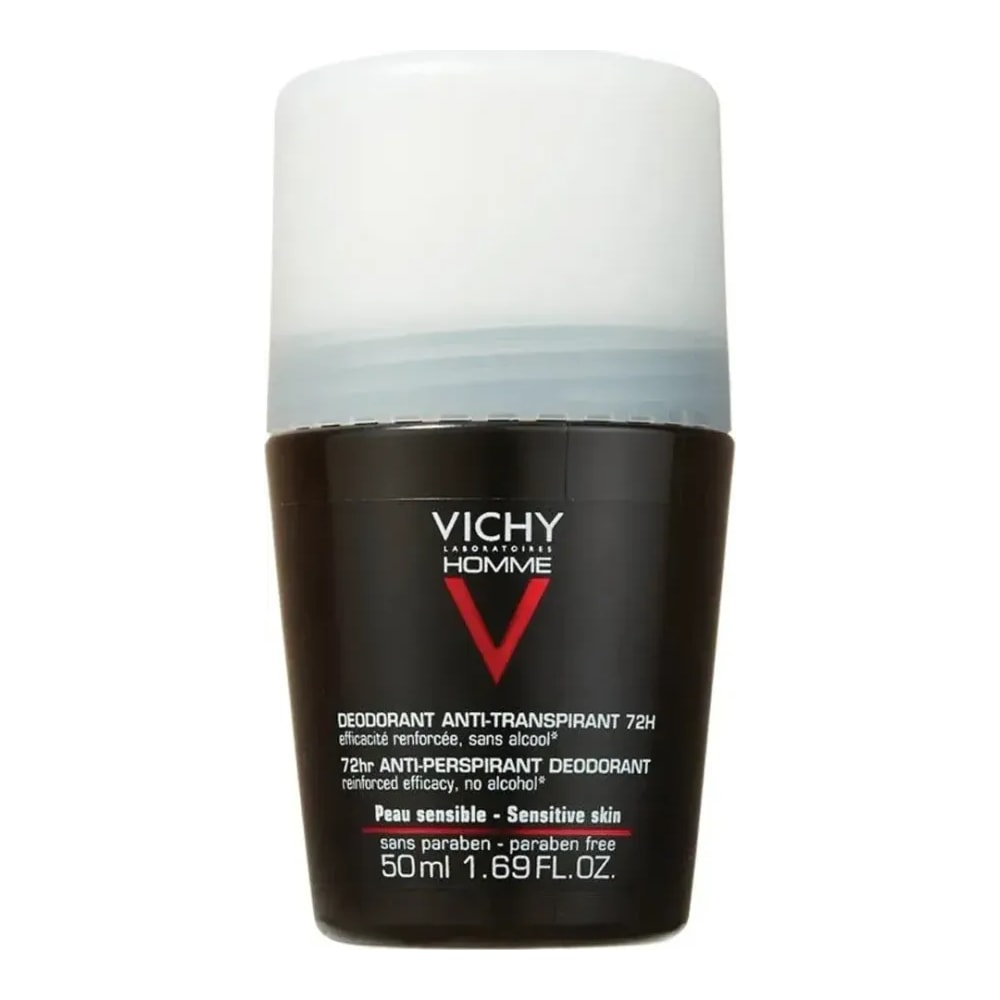 VICHY
LABORATOIRES
HOMME
V
DEODORANT ANTI-TRANSPIRANT 72H
efficacité renforcée, sans alcool*
72hr ANTI-PERSPIRANT DEODORANT
reinforced efficacy, no alcohol*
Peau sensible - Sensitive skin
sans paraben - paraben free
50ml 1.69FL.OZ.